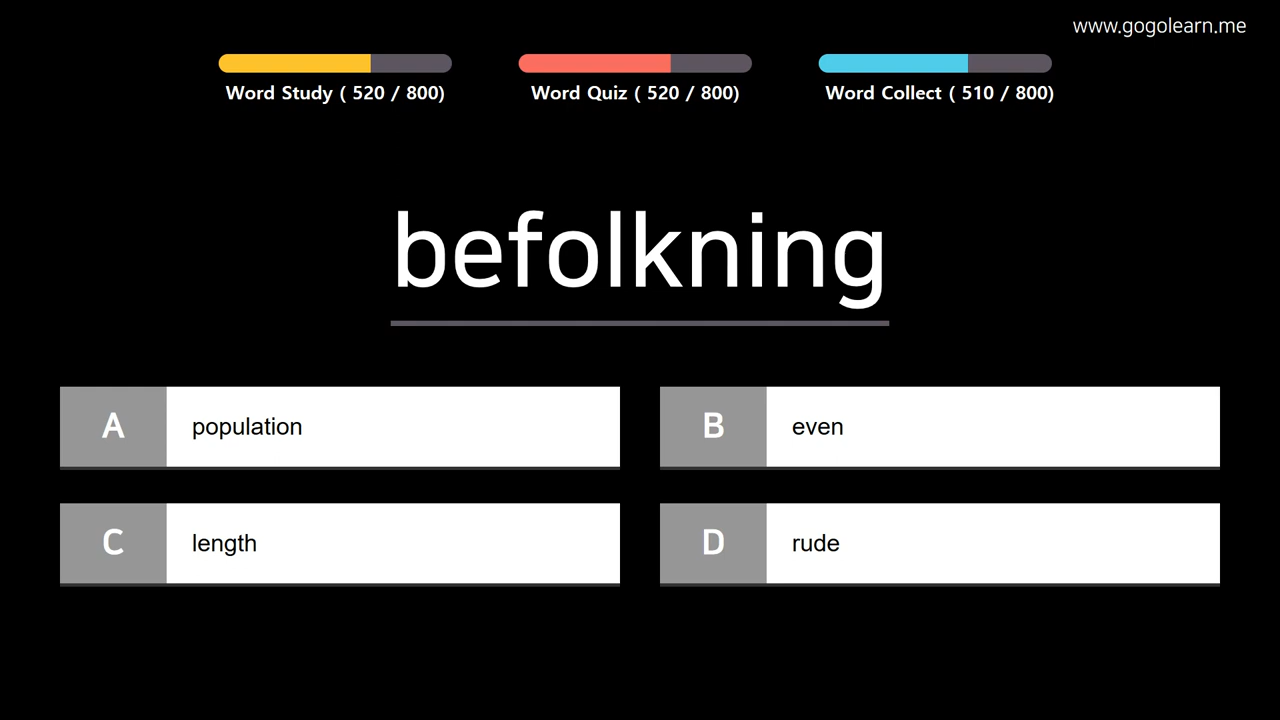 www.gogolearn.me
Word Study ( 520 / 800)
Word Quiz ( 520 / 800)
Word Collect ( 510 / 800)
befolkning
A population
B even
C length
D rude